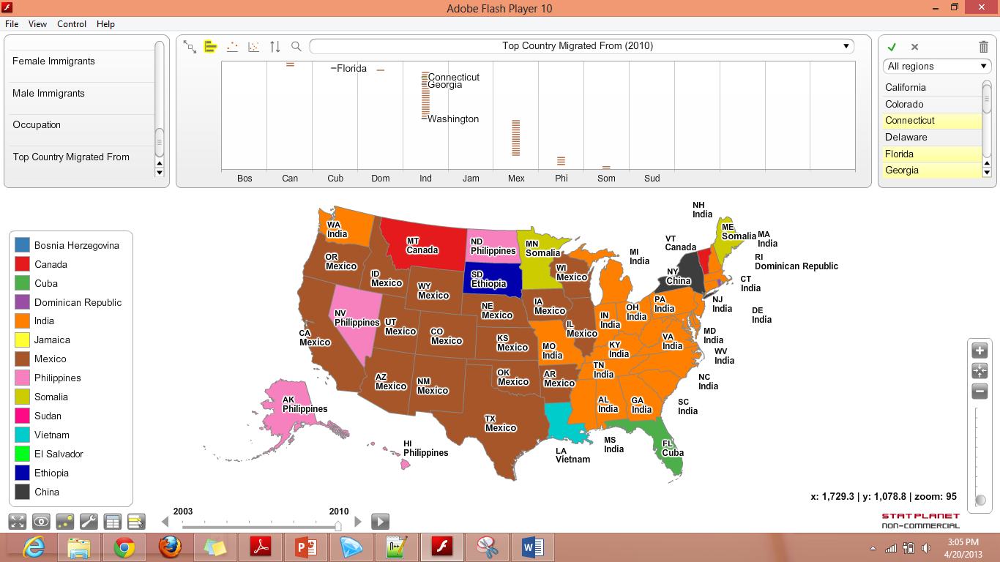 Adobe Flash Player 10
File View Control Help
Female Immigrants
Male Immigrants
Occupation
Top Country Migrated From
Top Country Migrated From (2010)
Florida
Connecticut
Georgia
Washington
Bos Can Cub Dom Ind Jam Mex Phi Som Sud
All regions
California
Colorado
Connecticut
Delaware
Florida
Georgia
Bosnia Herzegovina
Canada
Cuba
Dominican Republic
India
Jamaica
Mexico
Philippines
Somalia
Sudan
Vietnam
El Salvador
Ethiopia
China
WA
India
OR
Mexico
CA
Mexico
NV
Philippines
ID
Mexico
MT
Canada
WY
Mexico
UT
Mexico
AZ
Mexico
CO
Mexico
NM
Mexico
ND
Philippines
SD
Ethiopia
NE
Mexico
KS
Mexico
OK
Mexico
TX
Mexico
MN
Somalia
IA
Mexico
MO
India
AR
Mexico
LA
Vietnam
WI
Mexico
IL
Mexico
MI
India
IN
India
OH
India
KY
India
TN
India
MS
India
AL
India
GA
India
FL
Cuba
SC
India
NC
India
VA
India
WV
India
MD
India
DE
India
PA
India
NJ
India
NY
China
CT
India
RI
Dominican Republic
MA
India
VT
Canada
NH
India
ME
Somalia
AK
Philippines
HI
Philippines
x: 1,729.3 | y: 1,078.8 | zoom: 95
2003 2010
STATPLANET
NON-COMMERCIAL
3:05 PM
4/20/2013